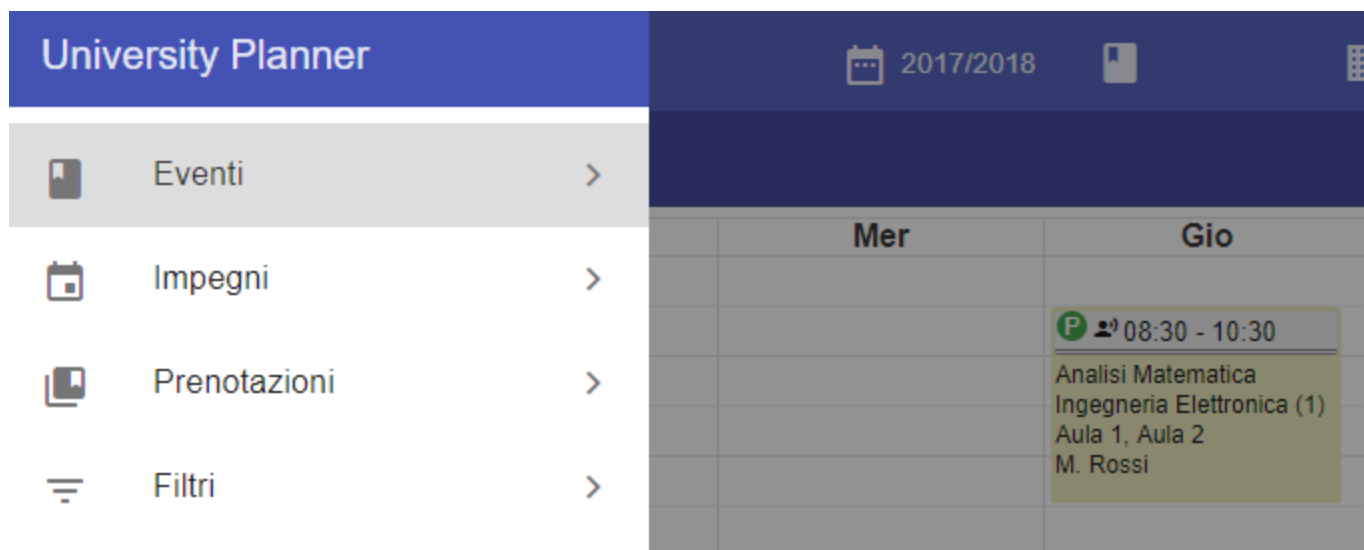 University Planner
2017/2018
Eventi
Impegni
Prenotazioni
Filtri
Mer
Gio
P 08:30 - 10:30
Analisi Matematica
Ingegneria Elettronica (1)
Aula 1, Aula 2
M. Rossi